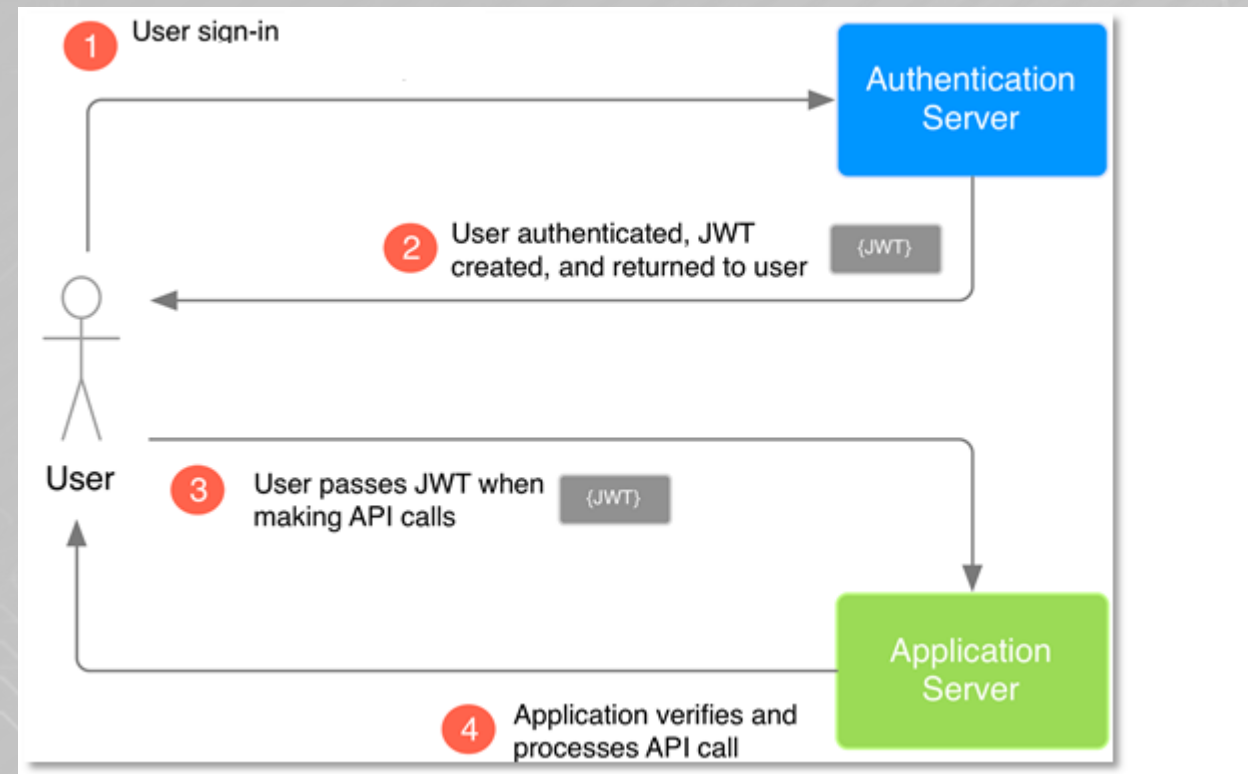 1
User sign-in
Authentication
Server
2
User authenticated, JWT
created, and returned to user
{JWT}
User
3
User passes JWT when
making API calls
{JWT}
Application
Server
4
Application verifies and
processes API call